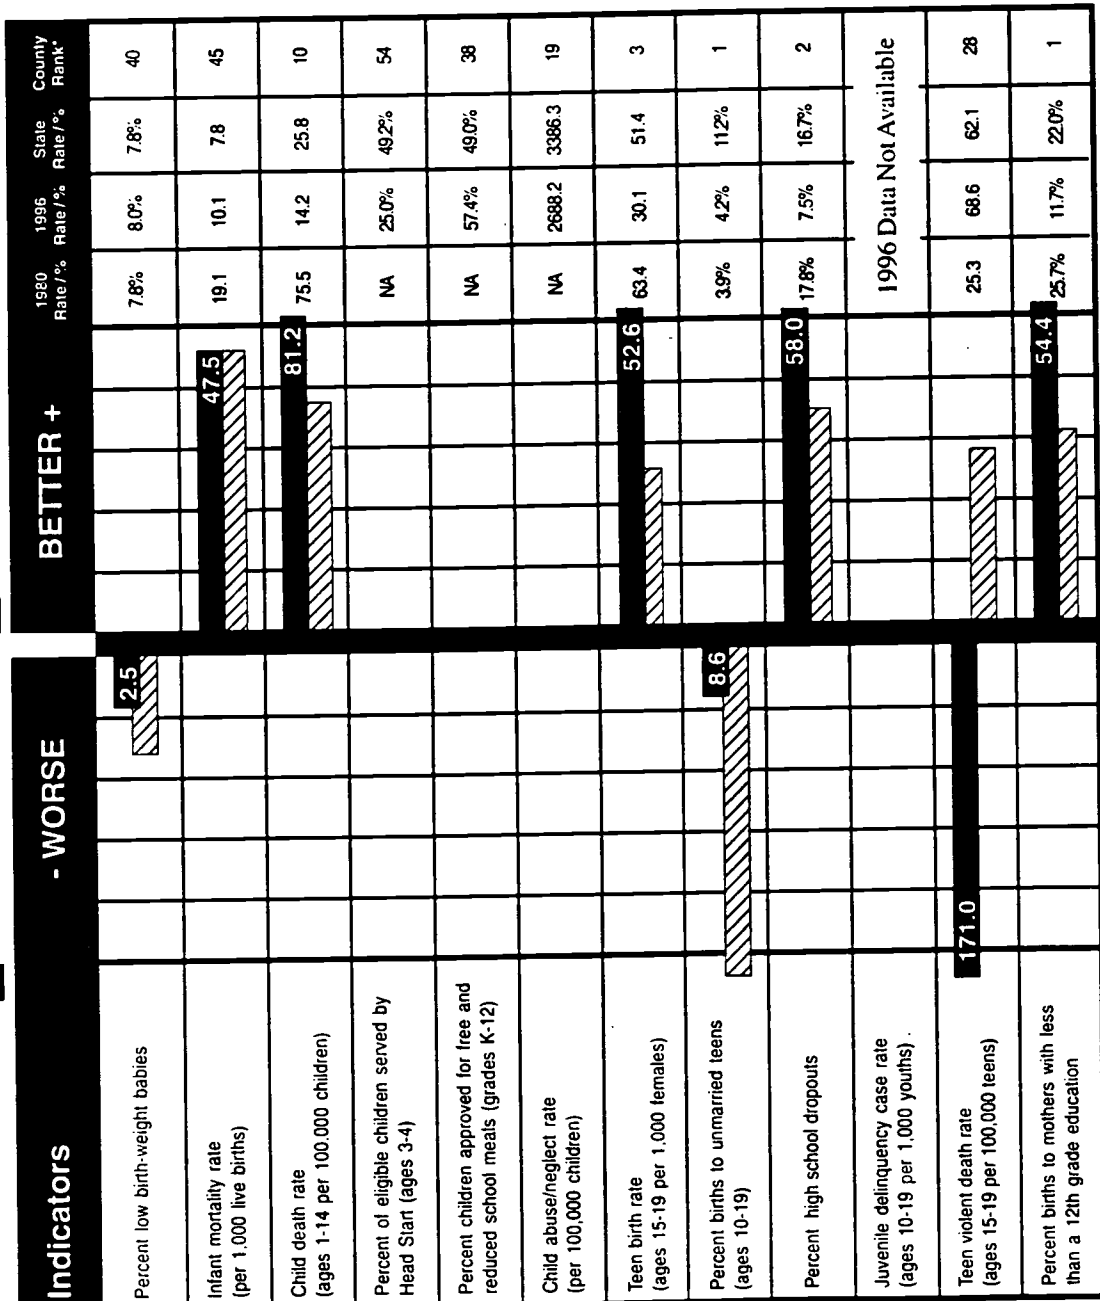 Indicators
- WORSE
BETTER +
1980
Rate/%
1996
Rate/%
State
Rate/%
County
Rank*
Percent low birth-weight babies
2.5
7.8%
8.0%
7.8%
40
Infant mortality rate
(per 1,000 live births)
47.5
19.1
10.1
7.8
45
Child death rate
(ages 1-14 per 100.000 children)
81.2
75.5
14.2
25.8
10
Percent of eligible children served by
Head Start (ages 3-4)
NA
25.0%
49.2%
54
Percent children approved for free and
reduced school meals (grades K-12)
NA
57.4%
49.0%
38
Child abuse/neglect rate
(per 100,000 children)
NA
2688.2
3386.3
19
Teen birth rate
(ages 15-19 per 1,000 females)
52.6
63.4
30.1
51.4
3
Percent births to unmarried teens
(ages 10-19)
8.6
3.9%
4.2%
11.2%
1
Percent high school dropouts
58.0
17.8%
7.5%
16.7%
2
Juvenile delinquency case rate
(ages 10-19 per 1,000 youths)
1996 Data Not Available
Teen violent death rate
(ages 15-19 per 100,000 teens)
171.0
25.3
68.6
62.1
28
Percent births to mothers with less
than a 12th grade education
54.4
25.7%
11.7%
22.0%
1